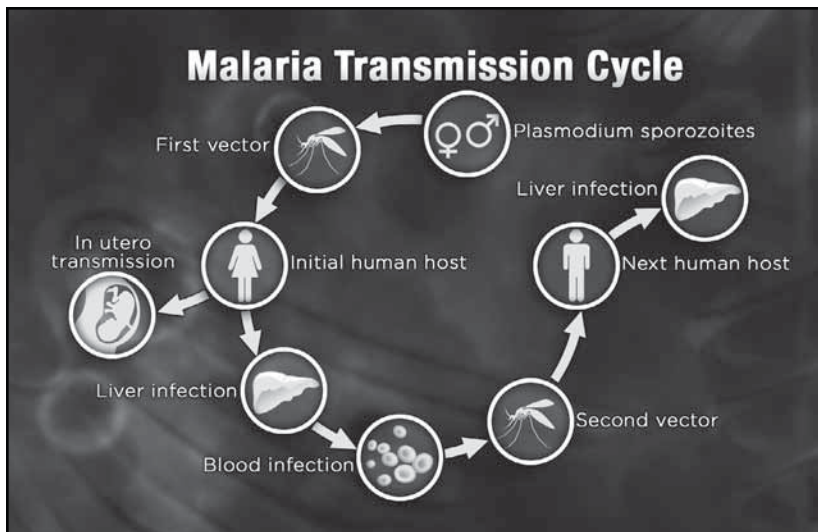 Malaria Transmission Cycle
First vector
Plasmodium sporozoites
Liver infection
In utero
transmission
Initial human host
Next human host
Liver infection
Second vector
Blood infection